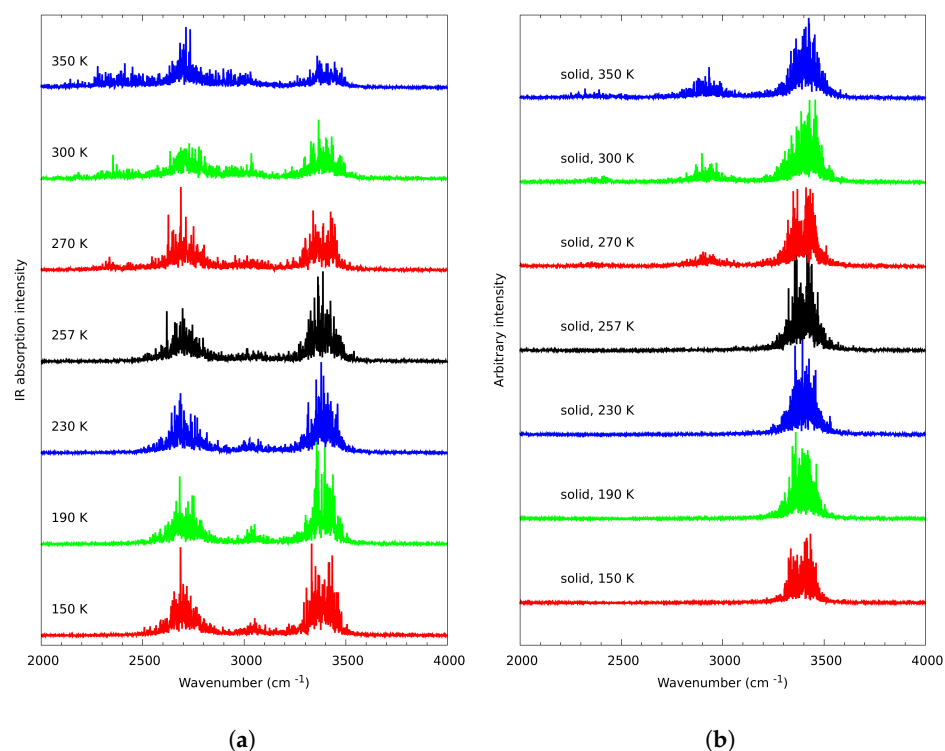 350 K
300 K
270 K
257 K
230 K
190 K
150 K
IR absorption intensity
2000 2500 3000 3500 4000
Wavenumber (cm -1)
(a)
solid, 350 K
solid, 300 K
solid, 270 K
solid, 257 K
solid, 230 K
solid, 190 K
solid, 150 K
Arbitrary intensity
2000 2500 3000 3500 4000
Wavenumber (cm -1)
(b)